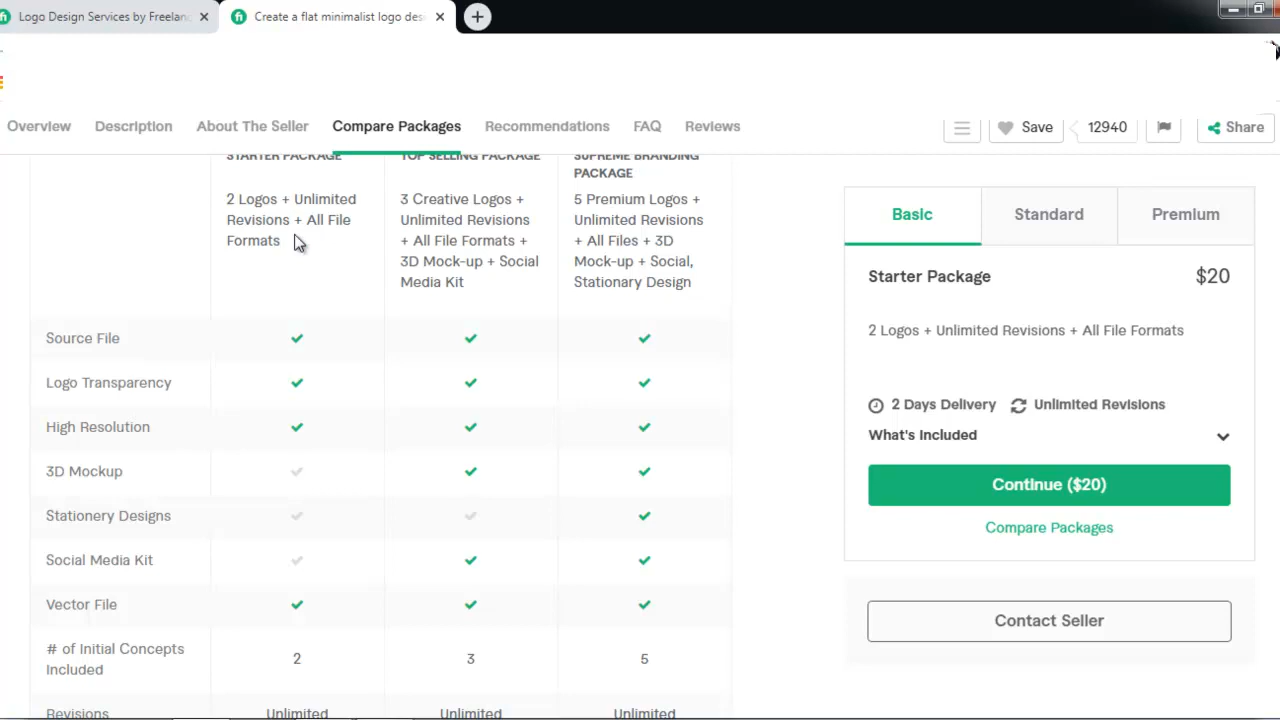 Logo Design Services by Freelanc
Create a flat minimalist logo des
Overview
Description
About The Seller
Compare Packages
Recommendations
FAQ
Reviews
Save
12940
Share
STARTER PACKAGE
TOP SELLING PACKAGE
SUPREME BRANDING
PACKAGE
2 Logos + Unlimited
Revisions + All File
Formats
3 Creative Logos +
Unlimited Revisions
+ All File Formats +
3D Mock-up + Social
Media Kit
5 Premium Logos +
Unlimited Revisions
+ All Files + 3D
Mock-up + Social,
Stationary Design
Source File
Logo Transparency
High Resolution
3D Mockup
Stationery Designs
Social Media Kit
Vector File
# of Initial Concepts
Included
2
3
5
Revisions
Unlimited
Unlimited
Unlimited
Basic
Standard
Premium
Starter Package
$20
2 Logos + Unlimited Revisions + All File Formats
2 Days Delivery
Unlimited Revisions
What's Included
Continue ($20)
Compare Packages
Contact Seller